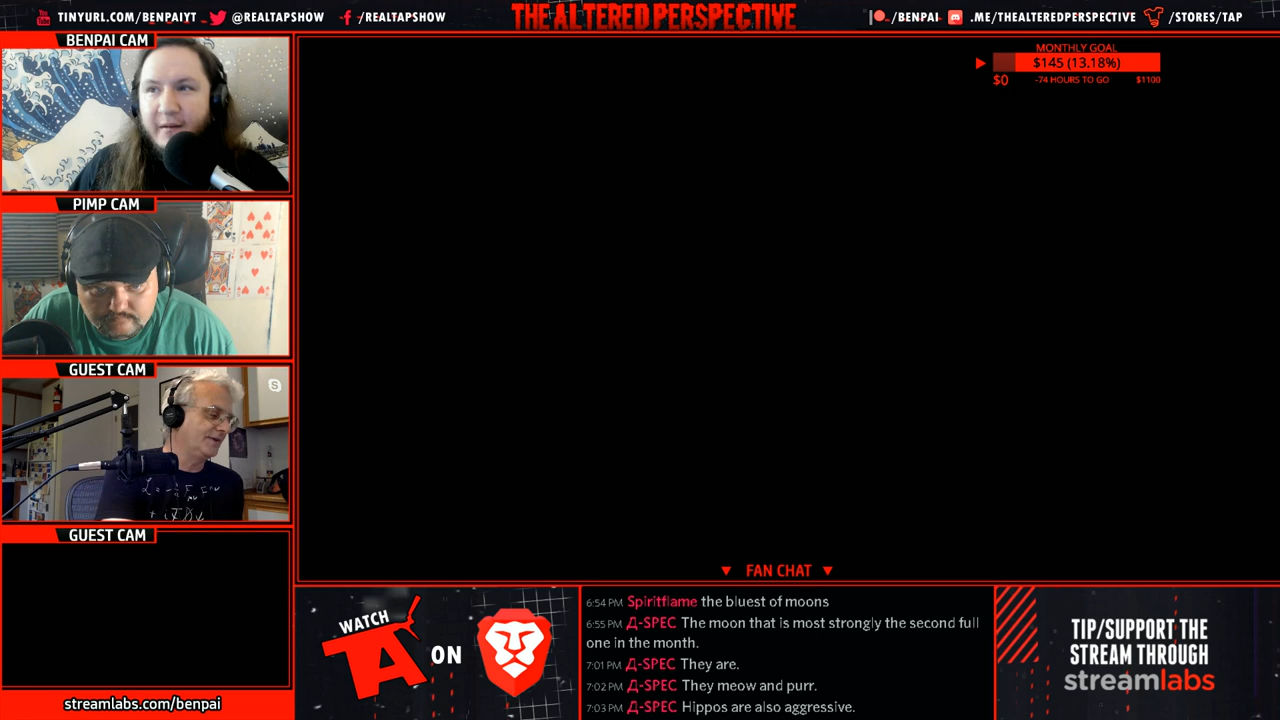 TINYURL.COM/BENPAIYT
@REALTAPSHOW
/REALTAPSHOW
THE ALTERED PERSPECTIVE
/BENPAI
.ME/THEALTEREDPERSPECTIVE
/STORES/TAP
BENPAI CAM
MONTHLY GOAL
$145 (13.18%)
$0
-74 HOURS TO GO
$1100
PIMP CAM
GUEST CAM
GUEST CAM
FAN CHAT
6:54 PM Spiritflame the bluest of moons
6:55 PM Д-SPEC The moon that is most strongly the second full
one in the month.
7:01 PM Д-SPEC They are.
7:02 PM Д-SPEC They meow and purr.
7:03 PM Д-SPEC Hippos are also aggressive.
WATCH
TA ON
TIP/SUPPORT THE
STREAM THROUGH
streamlabs
streamlabs.com/benpai